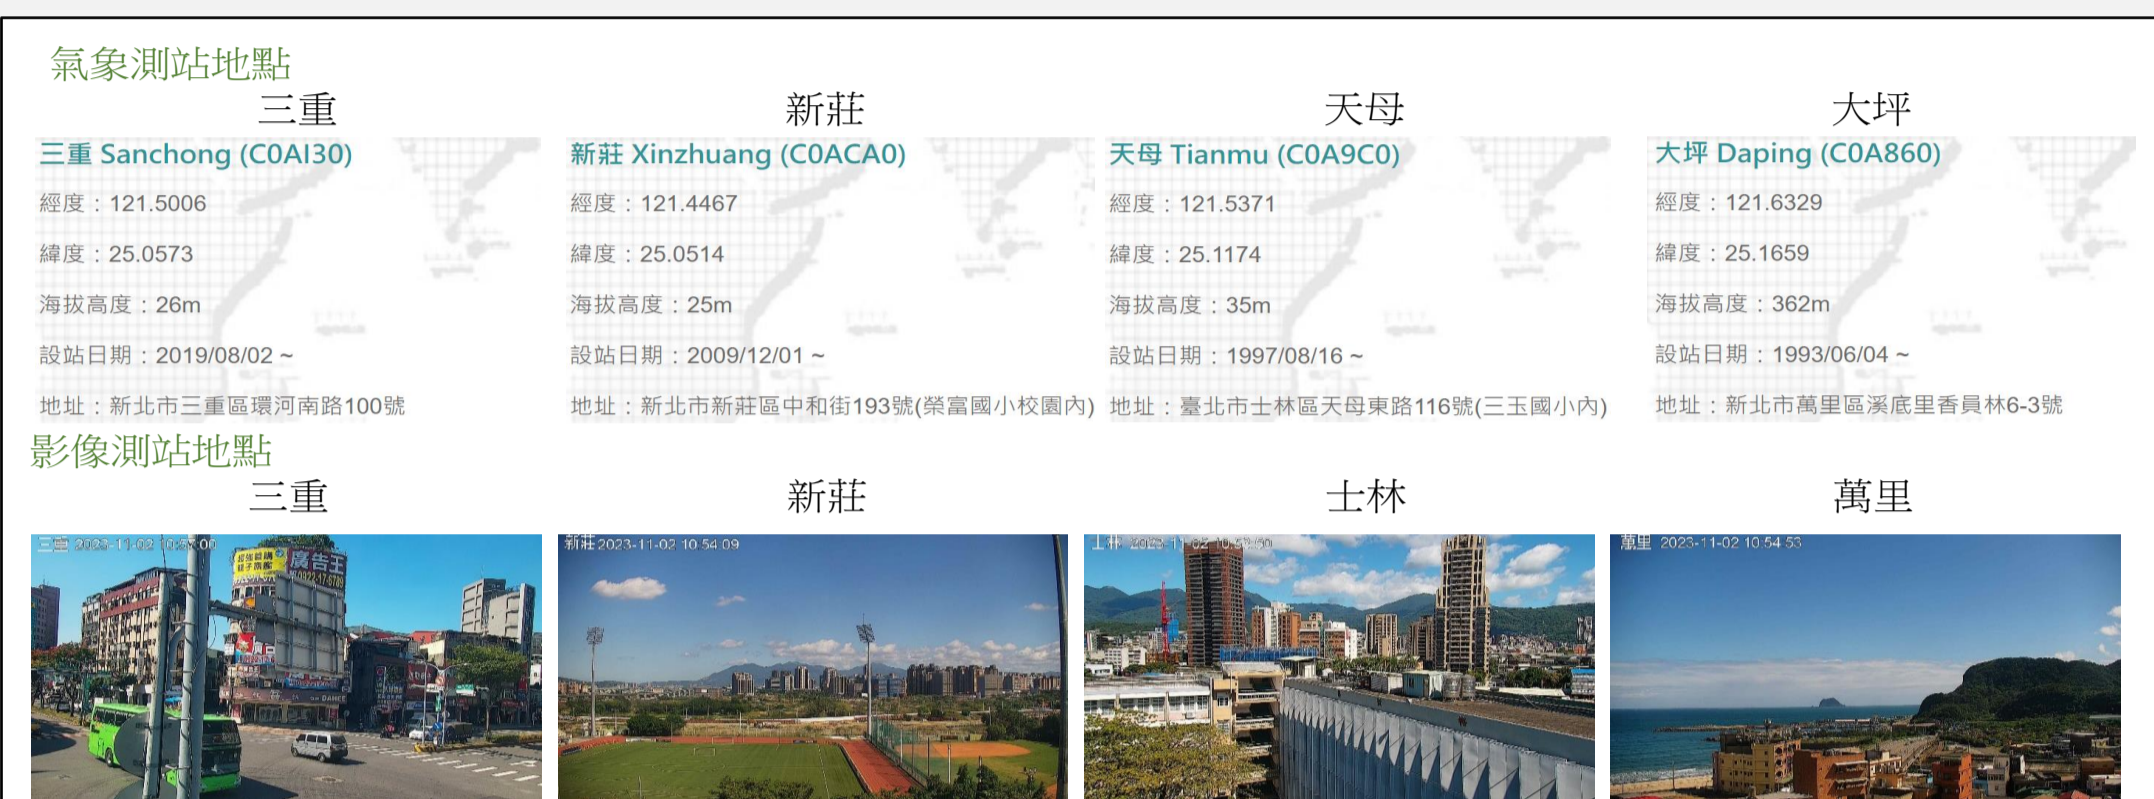 氣象測站地點
三重
新莊
天母
大坪
三重 Sanchong (C0AI30)
經度：121.5006
緯度：25.0573
海拔高度：26m
設站日期：2019/08/02 ~
地址：新北市三重區環河南路100號
新莊 Xinzhuang (C0ACA0)
經度：121.4467
緯度：25.0514
海拔高度：25m
設站日期：2009/12/01 ~
地址：新北市新莊區中和街193號(榮富國小校園內)
天母 Tianmu (C0A9C0)
經度：121.5371
緯度：25.1174
海拔高度：35m
設站日期：1997/08/16 ~
地址：臺北市士林區天母東路116號(三玉國小內)
大坪 Daping (C0A860)
經度：121.6329
緯度：25.1659
海拔高度：362m
設站日期：1993/06/04 ~
地址：新北市萬里區溪底里香員林6-3號
影像測站地點
三重
新莊
士林
萬里
三重 2023-11-02
廣告王
新莊 2023-11-02 10:54:09
士林
萬里 2023-11-02 10:54:53